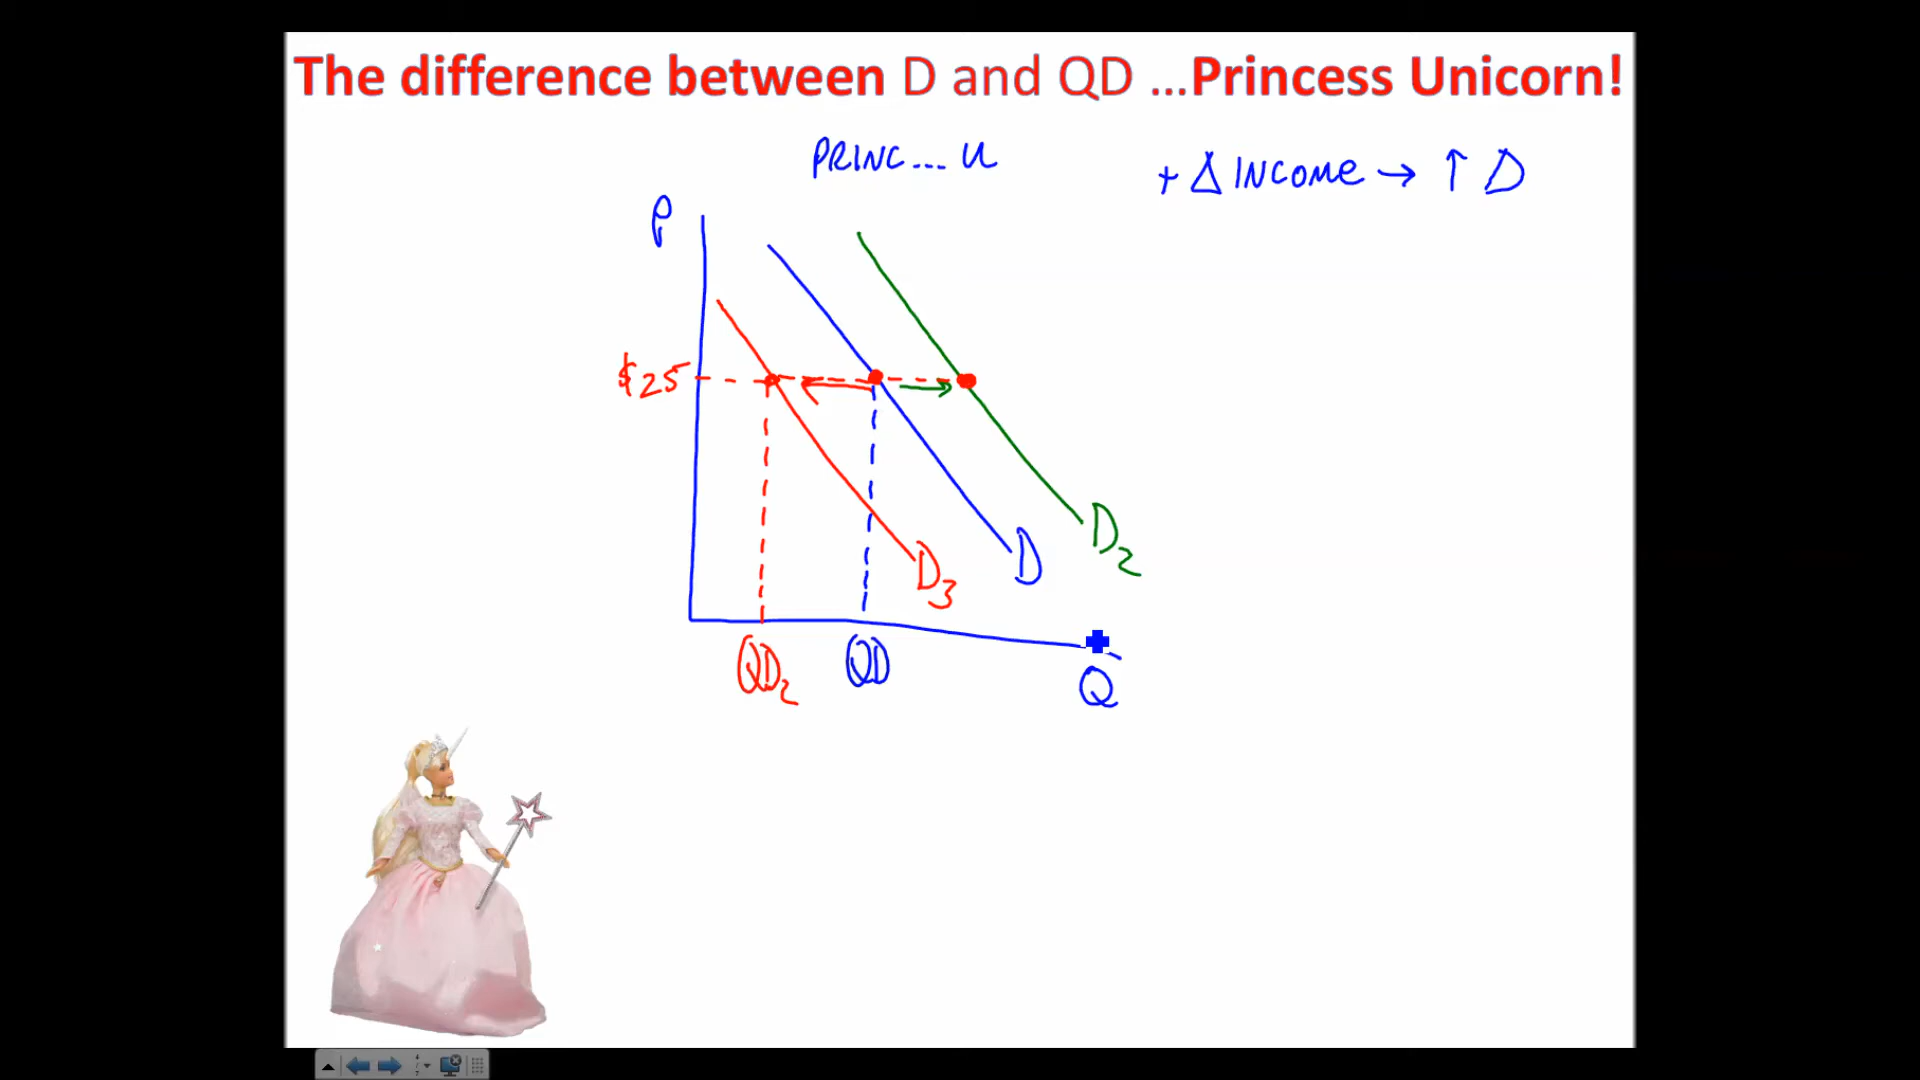 The difference between D and QD ...Princess Unicorn!
PRINC... U
+ Δ INCOME → ↑ D
P
$25
D₂
D
D₃
QD₂
QD
Q